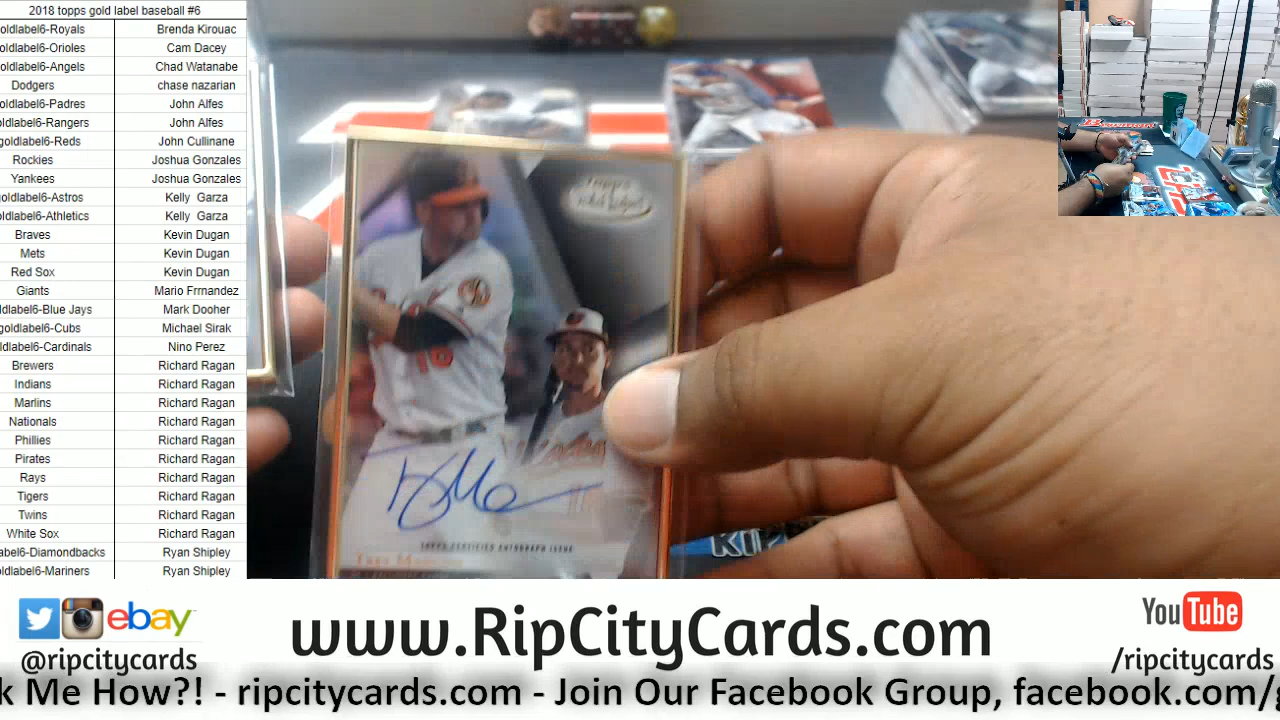 2018 topps gold label baseball #6
oldlabel6-Royals Brenda Kirouac
oldlabel6-Orioles Cam Dacey
oldlabel6-Angels Chad Watanabe
Dodgers chase nazarian
oldlabel6-Padres John Alfes
oldlabel6-Rangers John Alfes
goldlabel6-Reds John Cullinane
Rockies Joshua Gonzales
Yankees Joshua Gonzales
oldlabel6-Astros Kelly Garza
oldlabel6-Athletics Kelly Garza
Braves Kevin Dugan
Mets Kevin Dugan
Red Sox Kevin Dugan
Giants Mario Frrnandez
ldlabel6-Blue Jays Mark Dooher
goldlabel6-Cubs Michael Sirak
ldlabel6-Cardinals Nino Perez
Brewers Richard Ragan
Indians Richard Ragan
Marlins Richard Ragan
Nationals Richard Ragan
Phillies Richard Ragan
Pirates Richard Ragan
Rays Richard Ragan
Tigers Richard Ragan
Twins Richard Ragan
White Sox Richard Ragan
abel6-Diamondbacks Ryan Shipley
oldlabel6-Mariners Ryan Shipley
16
TOPPS CERTIFIED AUTOGRAPH ISSUE
ebay
@ripcitycards
www.RipCityCards.com
YouTube
/ripcitycards
k Me How?! - ripcitycards.com - Join Our Facebook Group, facebook.com/g